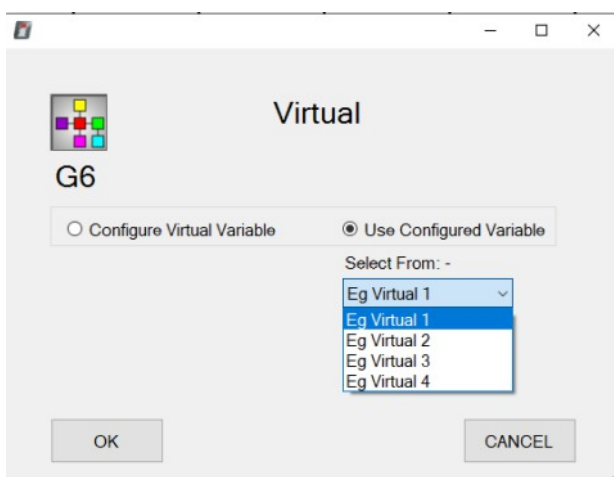 Virtual
G6
Configure Virtual Variable
Use Configured Variable
Select From: -
Eg Virtual 1
Eg Virtual 1
Eg Virtual 2
Eg Virtual 3
Eg Virtual 4
OK
CANCEL